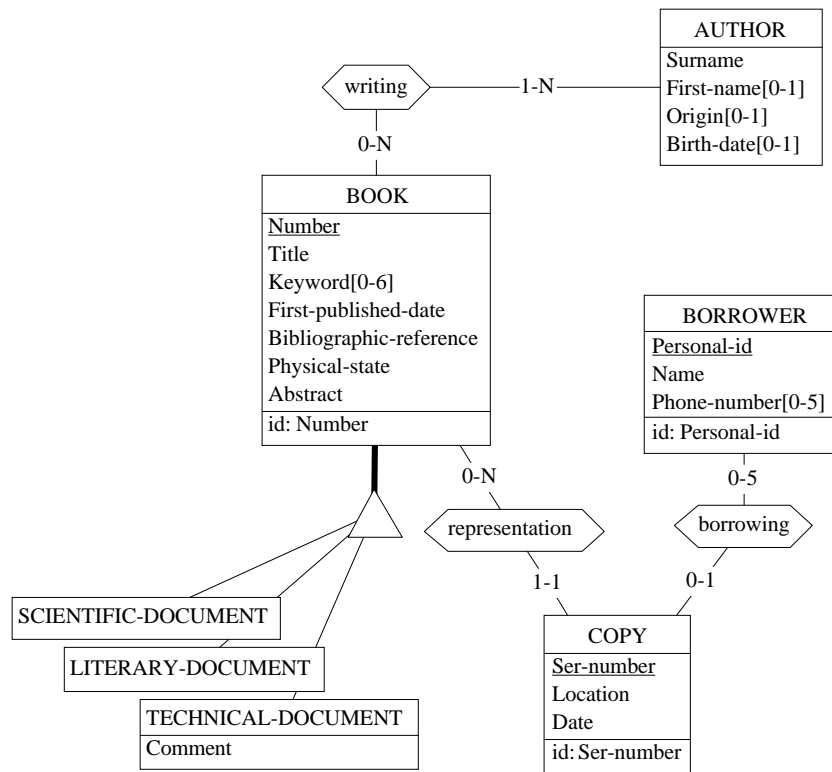 AUTHOR
Surname
First-name[0-1]
Origin[0-1]
Birth-date[0-1]
writing
1-N
0-N
BOOK
Number
Title
Keyword[0-6]
First-published-date
Bibliographic-reference
Physical-state
Abstract
id: Number
BORROWER
Personal-id
Name
Phone-number[0-5]
id: Personal-id
0-N
0-5
representation
borrowing
1-1
0-1
SCIENTIFIC-DOCUMENT
LITERARY-DOCUMENT
TECHNICAL-DOCUMENT
Comment
COPY
Ser-number
Location
Date
id: Ser-number